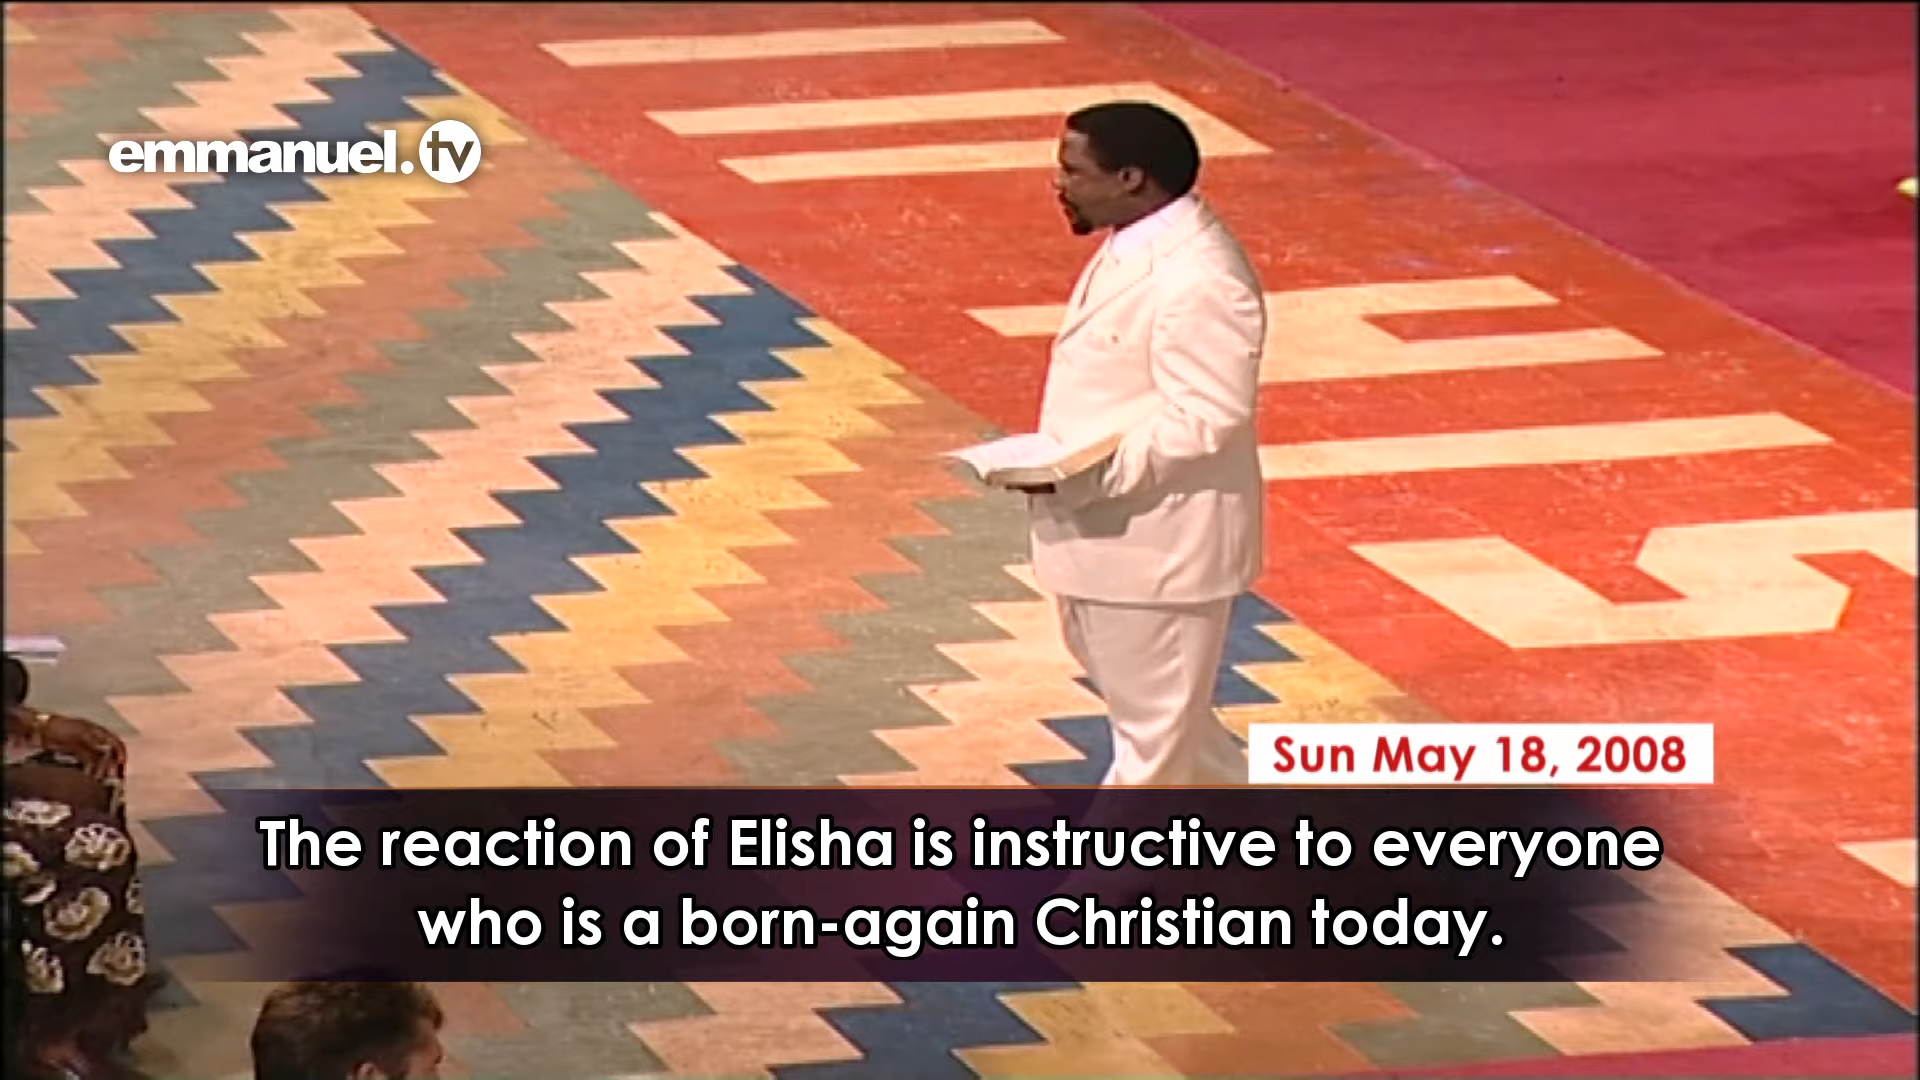 emmanuel.tv
Sun May 18, 2008
The reaction of Elisha is instructive to everyone
who is a born-again Christian today.